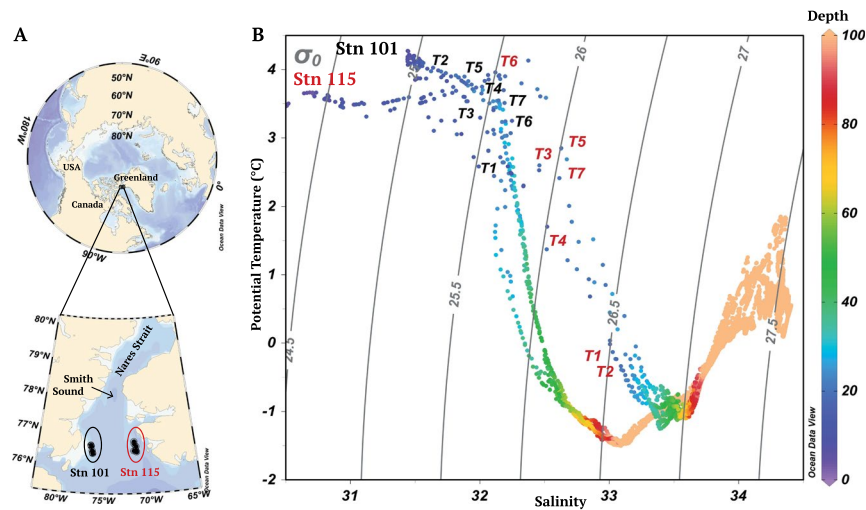 A
90°E
50°N
60°N
70°N
80°N
180°W
USA
Greenland
Canada
0°
90°W
Ocean Data View
80°N
79°N
78°N
77°N
76°N
Nares Strait
Smith
Sound
Stn 101
Stn 115
80°W
75°W
70°W
65°W
Ocean Data View
B
σ0
Stn 101
Stn 115
25
26
27
T2
T5
T6
T4
T7
T3
T6
T1
T3
T5
T7
T4
T1
T2
24.5
25.5
26.5
27.5
Potential Temperature (°C)
4
3
2
1
0
-1
-2
31
32
33
34
Salinity
Ocean Data View
Depth
100
80
60
40
20
0